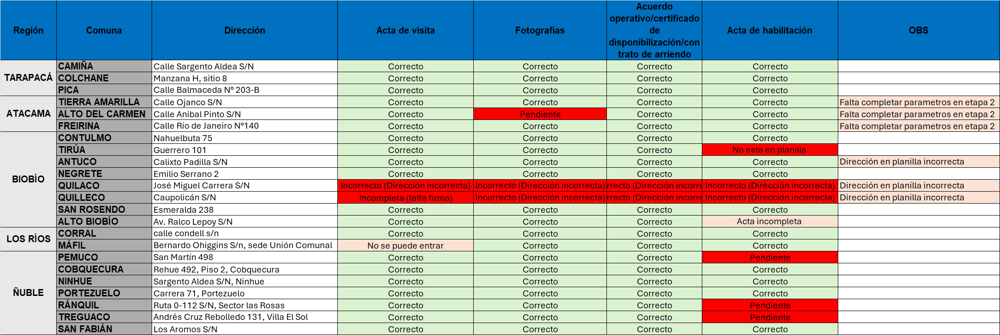 Región Comuna Dirección Acta de visita Fotografias Acuerdo operativo/certificado de disponibilización/con trato de arriendo Acta de habilitación OBS
TARAPACÁ CAMIÑA Calle Sargento Aldea S/N Correcto Correcto Correcto Correcto
COLCHANE Manzana H, sitio 8 Correcto Correcto Correcto Correcto
PICA Calle Balmaceda N° 203-B Correcto Correcto Correcto Correcto
ATACAMA TIERRA AMARILLA Calle Ojanco S/N Correcto Correcto Correcto Correcto Falta completar parametros en etapa 2
ALTO DEL CARMEN Calle Anibal Pinto S/N Correcto Pendiente Correcto Correcto Falta completar parametros en etapa 2
FREIRINA Calle Río de Janeiro N°140 Correcto Correcto Correcto Correcto Falta completar parametros en etapa 2
BIOBÍO CONTULMO Nahuelbuta 75 Correcto Correcto Correcto Correcto
TIRÚA Guerrero 101 Correcto Correcto Correcto No esta en planilla
ANTUCO Calixto Padilla S/N Correcto Correcto Correcto Correcto Dirección en planilla incorrecta
NEGRETE Emilio Serrano 2 Correcto Correcto Correcto Correcto
QUILACO José Miguel Carrera S/N Incorrecto (Dirección incorrecta) Incorrecto (Dirección incorrecta) rrecto (Dirección incorre Incorrecto (Dirección incorrecta) Dirección en planilla incorrecta
QUILLECO Caupolicán S/N Incompleta (falta firma) Incorrecto (Dirección incorrecta) rrecto (Dirección incorre Incorrecto (Dirección incorrecta) Dirección en planilla incorrecta
SAN ROSENDO Esmeralda 238 Correcto Correcto Correcto Correcto
ALTO BIOBÍO Av. Ralco Lepoy S/N Correcto Correcto Correcto Acta incompleta
LOS RÍOS CORRAL calle condell s/n Correcto Correcto Correcto Correcto
MÁFIL Bernardo Ohiggins S/n, sede Unión Comunal No se puede entrar Correcto Correcto Correcto
ÑUBLE PEMUCO San Martín 498 Correcto Correcto Correcto Pendiente
COBQUECURA Rehue 492, Piso 2, Cobquecura Correcto Correcto Correcto Correcto
NINHUE Sargento Aldea S/N, Ninhue Correcto Correcto Correcto Correcto
PORTEZUELO Carrera 71, Portezuelo Correcto Correcto Correcto Correcto
RÁNQUIL Ruta 0-112 S/N, Sector las Rosas Correcto Correcto Correcto Pendiente
TREGUACO Andrés Cruz Rebolledo 131, Villa El Sol Correcto Correcto Correcto Pendiente
SAN FABIÁN Los Aromos S/N Correcto Correcto Correcto Correcto